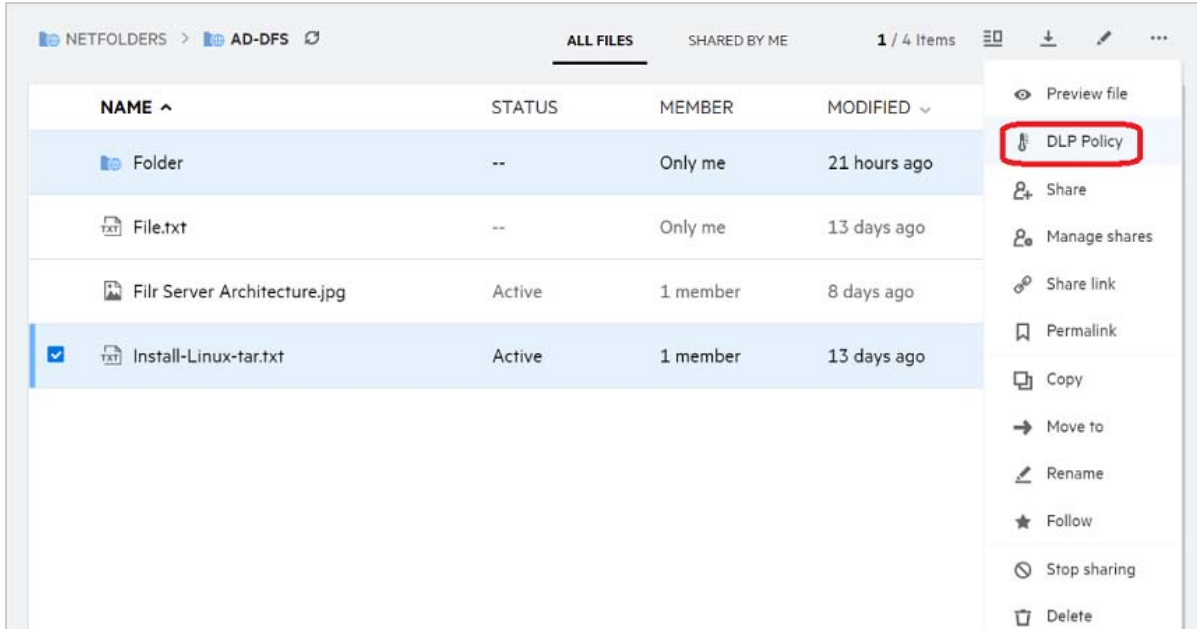 NETFOLDERS > AD-DFS
ALL FILES
SHARED BY ME
1 / 4 Items
NAME
STATUS
MEMBER
MODIFIED
Folder
--
Only me
21 hours ago
TXT
File.txt
--
Only me
13 days ago
Filr Server Architecture.jpg
Active
1 member
8 days ago
TXT
Install-Linux-tar.txt
Active
1 member
13 days ago
Preview file
DLP Policy
Share
Manage shares
Share link
Permalink
Copy
Move to
Rename
Follow
Stop sharing
Delete